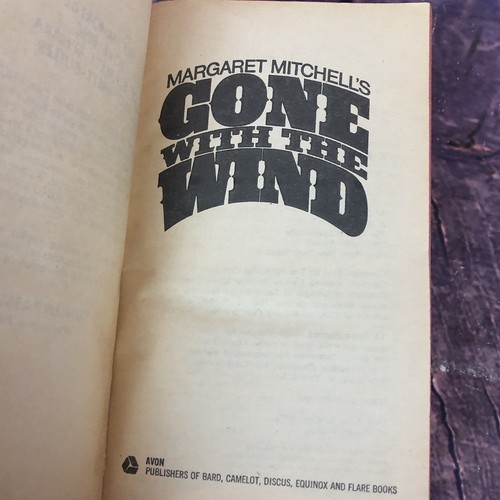 MARGARET MITCHELL'S
GONE
WITH THE
WIND
AVON
PUBLISHERS OF BARD, CAMELOT, DISCUS, EQUINOX AND FLARE BOOKS